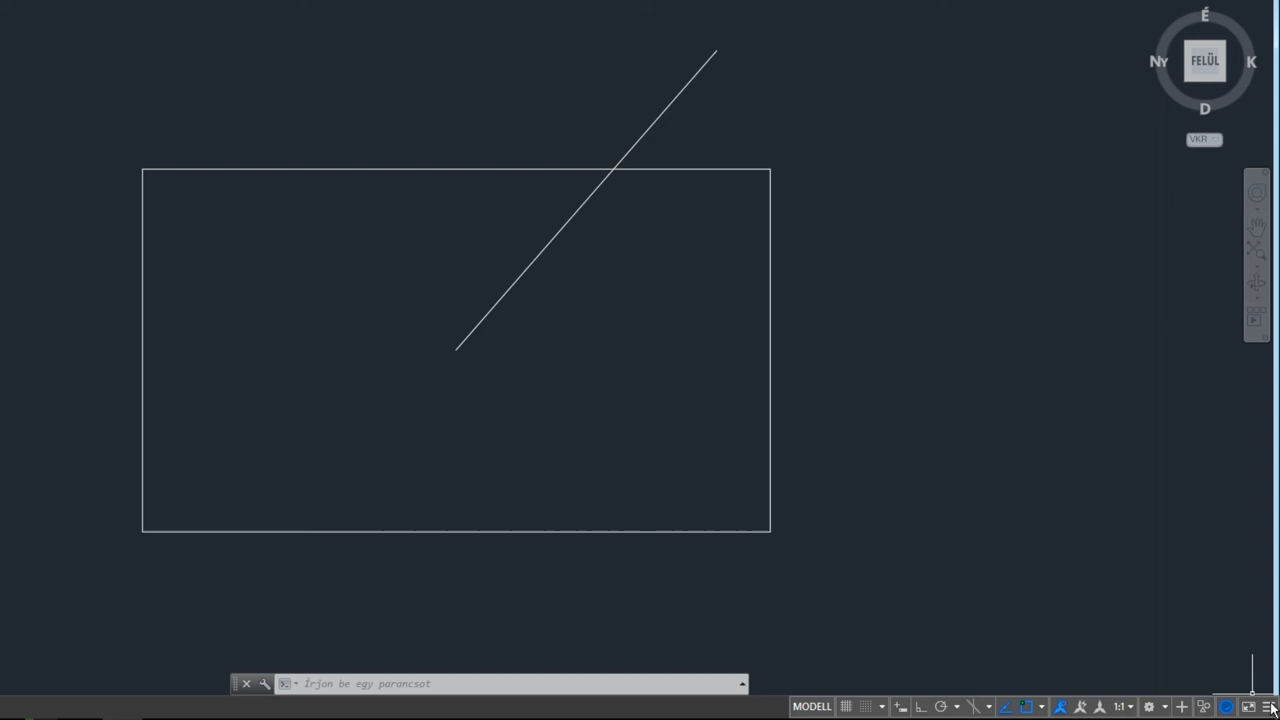 É
NY FELÜL K
D
VKR
Írjon be egy parancsot
MODELL 1:1